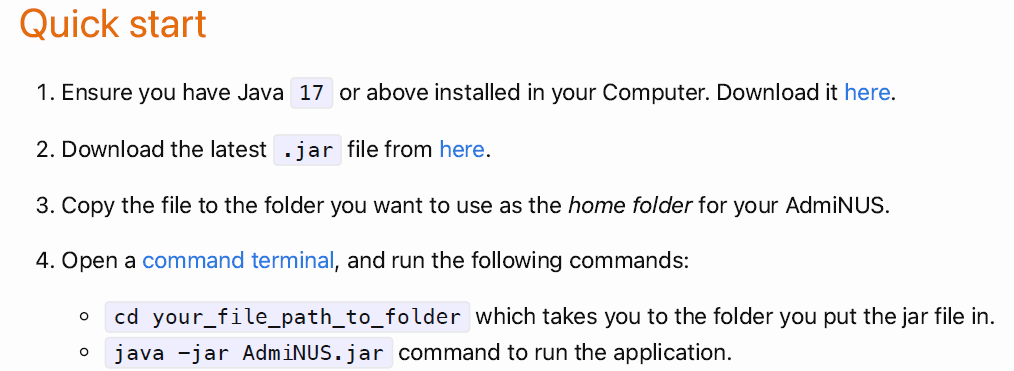 Quick start
1. Ensure you have Java 17 or above installed in your Computer. Download it here.
2. Download the latest .jar file from here.
3. Copy the file to the folder you want to use as the home folder for your AdmiNUS.
4. Open a command terminal, and run the following commands:
○ cd your_file_path_to_folder which takes you to the folder you put the jar file in.
○ java -jar AdmiNUS.jar command to run the application.